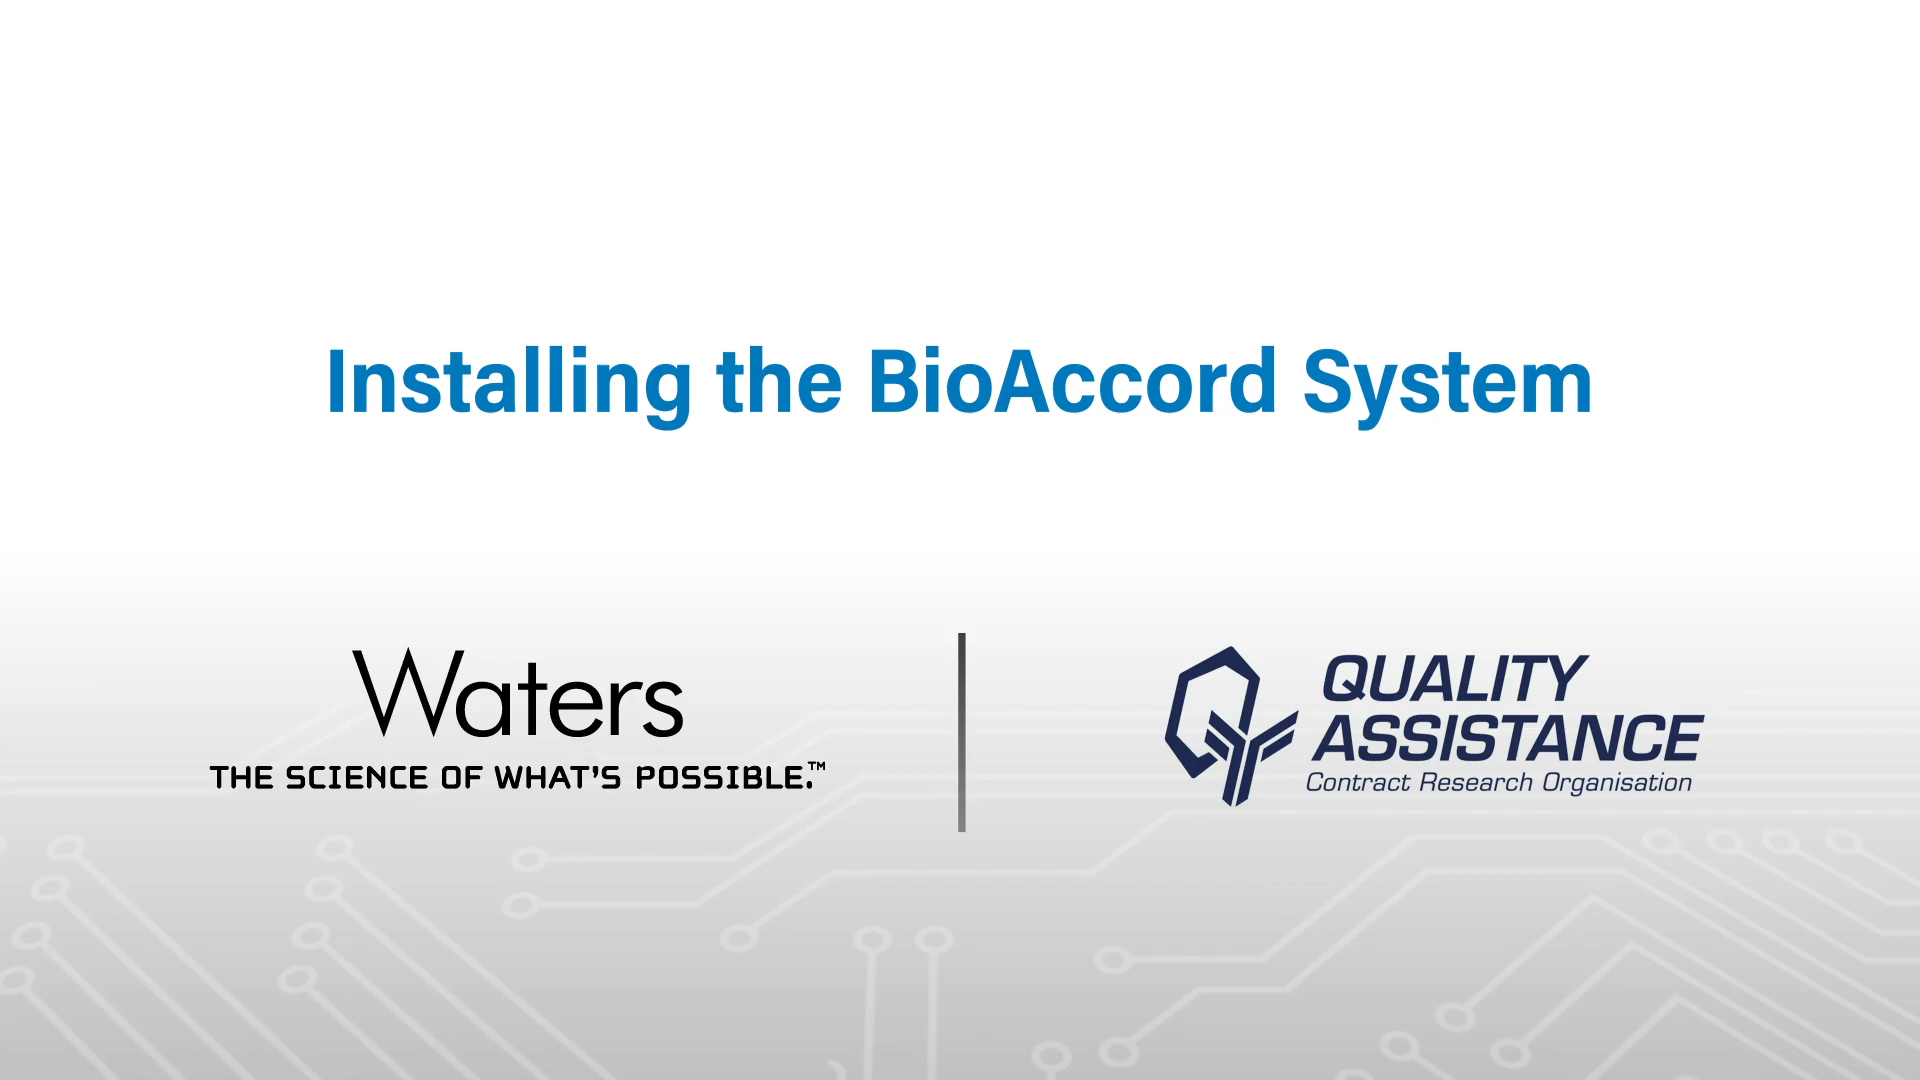 Installing the BioAccord System
Waters
THE SCIENCE OF WHAT'S POSSIBLE.™
QUALITY
ASSISTANCE
Contract Research Organisation